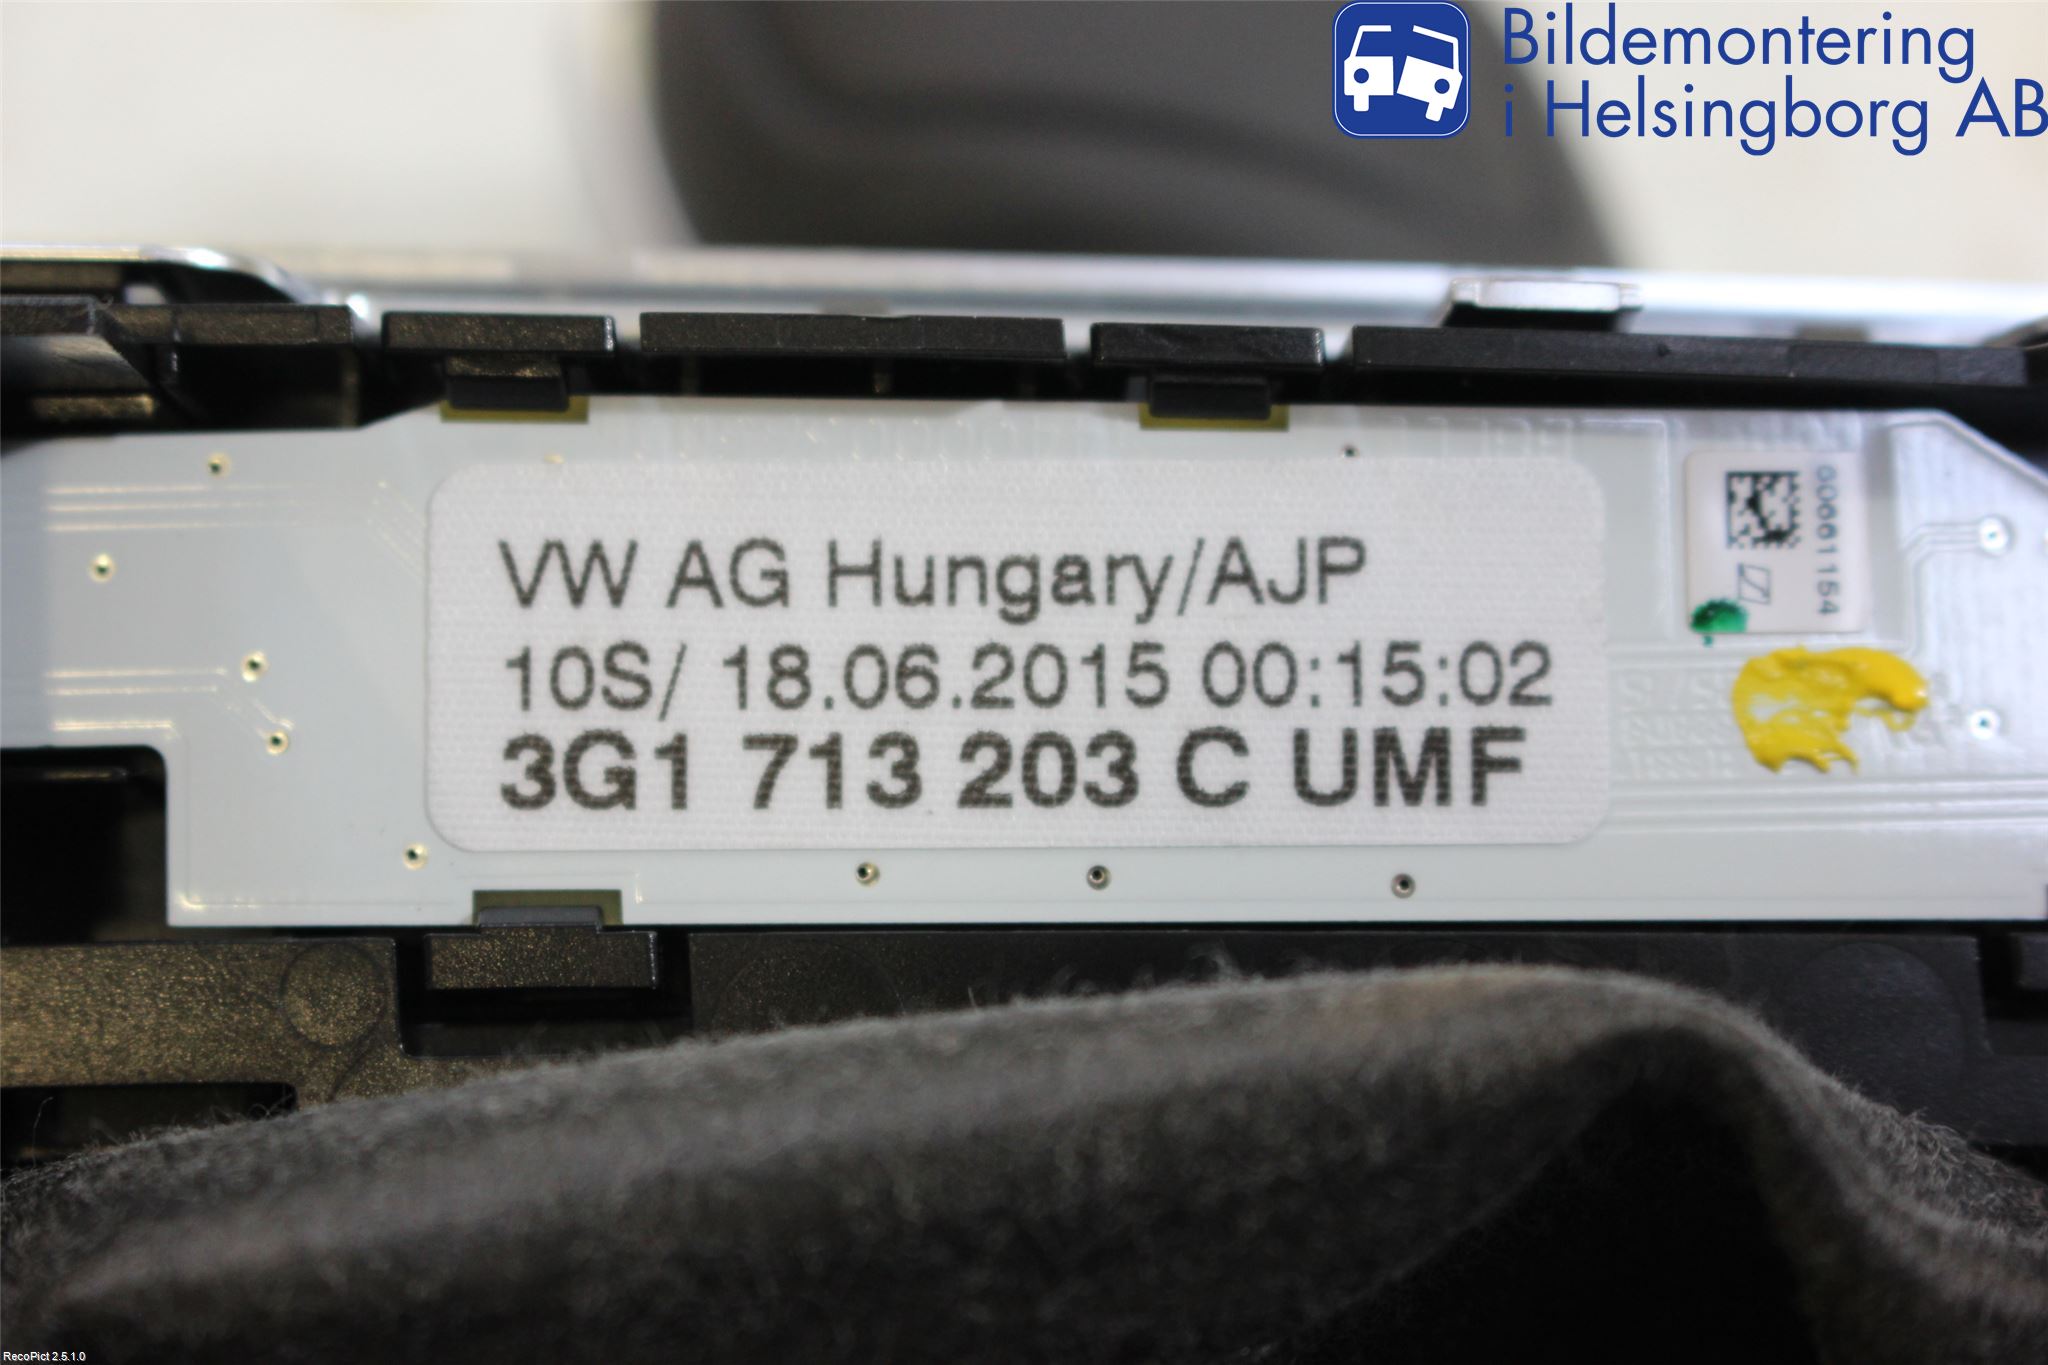 Bildemontering
i Helsingborg AB
VW AG Hungary/AJP
10S/ 18.06.2015 00:15:02
3G1 713 203 C UMF
000661154
RecoPict 2.5.1.0